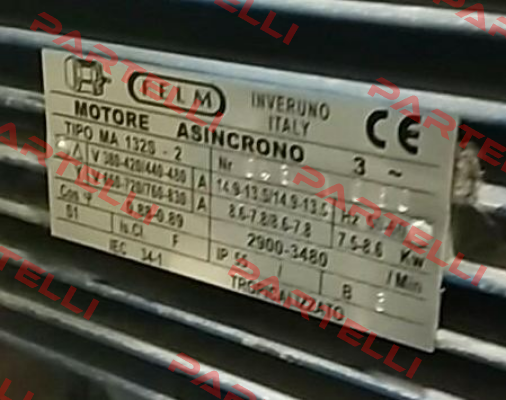 FELM
INVERUNO
ITALY
CE
MOTORE ASINCRONO 3 ~
TIPO MA 132S - 2 Nr
Δ V 380-420/440-480 A 14.9-13.5/14.9-13.5 Hz
Y V 660-720/760-830 A 8.6-7.8/8.6-7.8 7.5-8.6 Kw
Cos φ 0.88-0.89 2900-3480 / Min
S1 Is.Cl F IP 55 / B 3
IEC 34-1 TROPICALIZZATO
PARTELLI
PARTELLI
PARTELLI
PARTELLI
PARTELLI